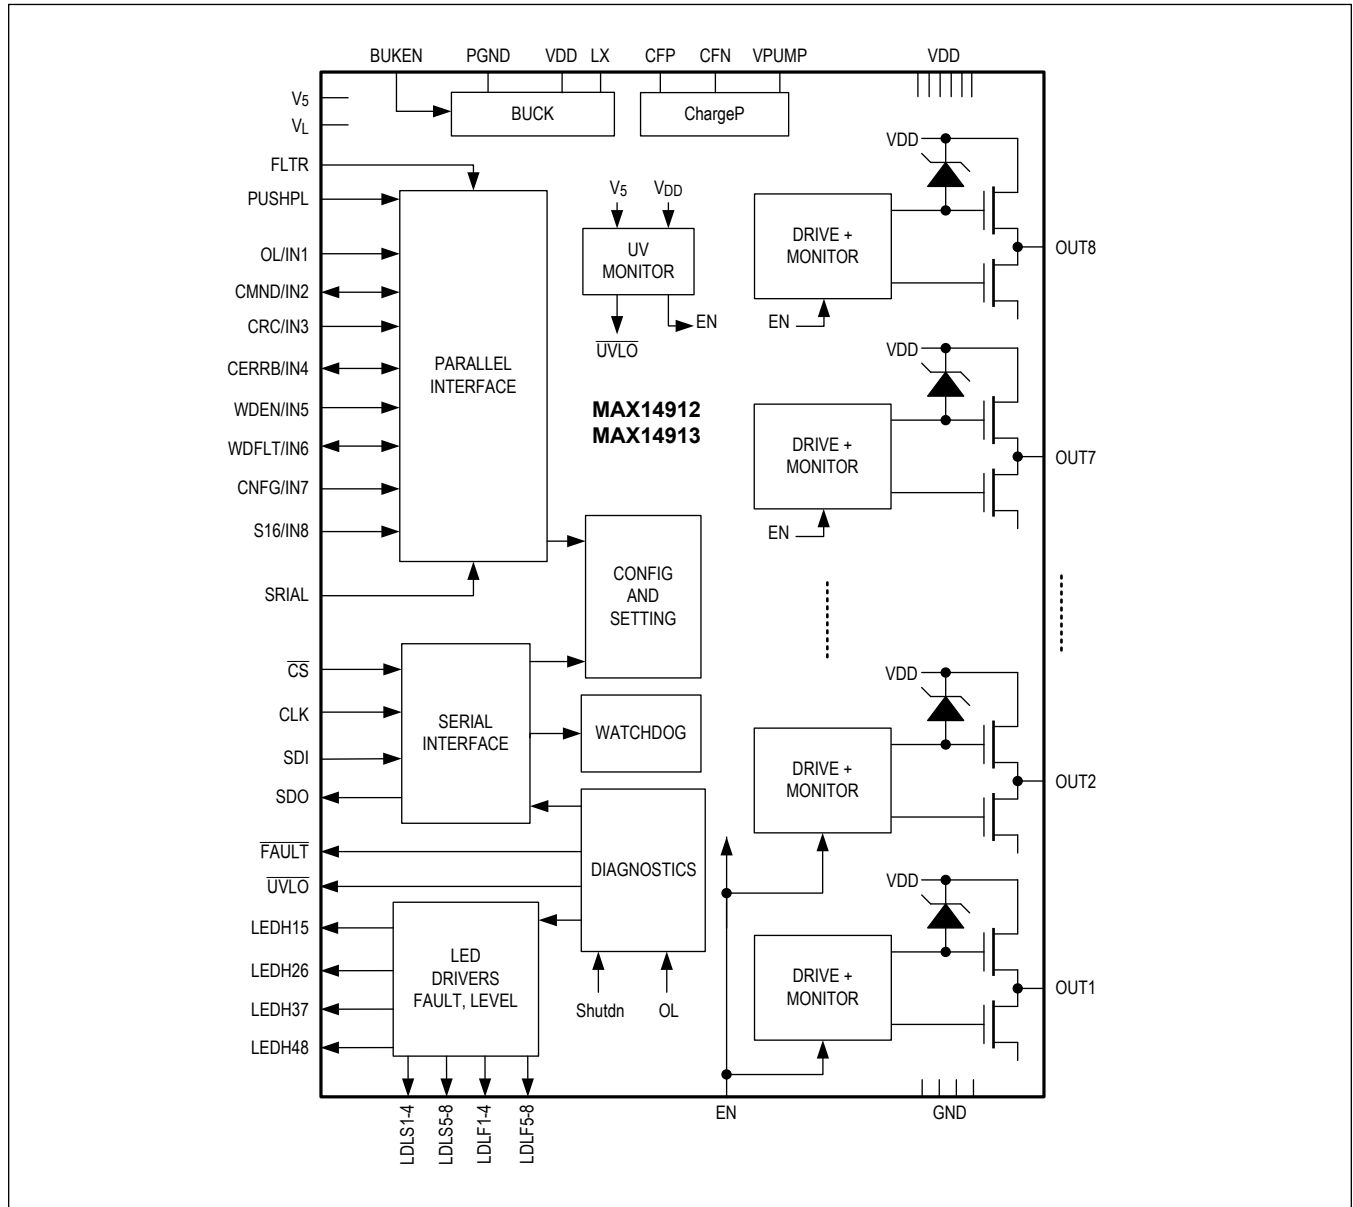 BUKEN PGND VDD LX CFP CFN VPUMP VDD
V5
VL
BUCK
ChargeP
FLTR
PUSHPL
OL/IN1
CMND/IN2
CRC/IN3
CERRB/IN4
WDEN/IN5
WDFLT/IN6
CNFG/IN7
S16/IN8
SRIAL
PARALLEL
INTERFACE
V5 VDD
UV
MONITOR
UVLO
EN
MAX14912
MAX14913
CONFIG
AND
SETTING
CS
CLK
SDI
SDO
SERIAL
INTERFACE
WATCHDOG
FAULT
UVLO
DIAGNOSTICS
Shutdn OL
LEDH15
LEDH26
LEDH37
LEDH48
LED
DRIVERS
FAULT, LEVEL
LDLS1-4
LDLS5-8
LDLF1-4
LDLF5-8
VDD
DRIVE +
MONITOR
EN
OUT8
VDD
DRIVE +
MONITOR
EN
OUT7
VDD
DRIVE +
MONITOR
OUT2
VDD
DRIVE +
MONITOR
OUT1
EN
GND